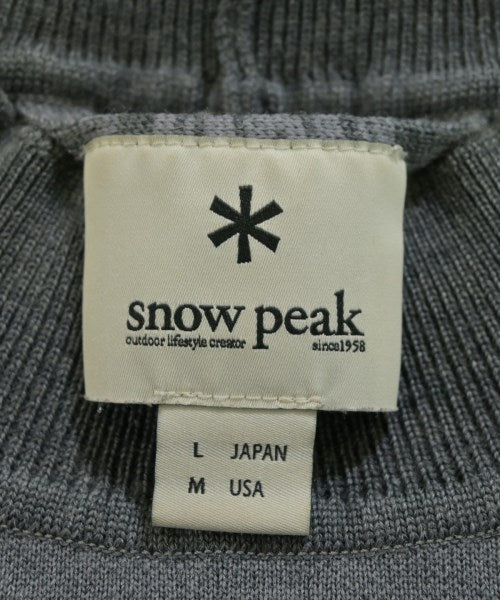 snow peak
outdoor lifestyle creator since1958
L JAPAN
M USA